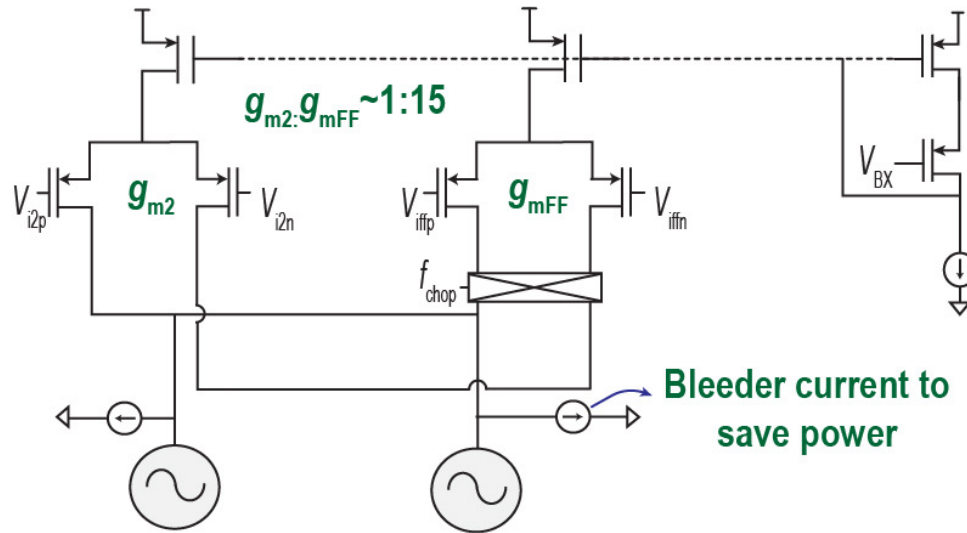 gm2:gmFF~1:15
gm2
gmFF
Vi2p
Vi2n
Viffp
Viffn
VBX
fchop
Bleeder current to
save power